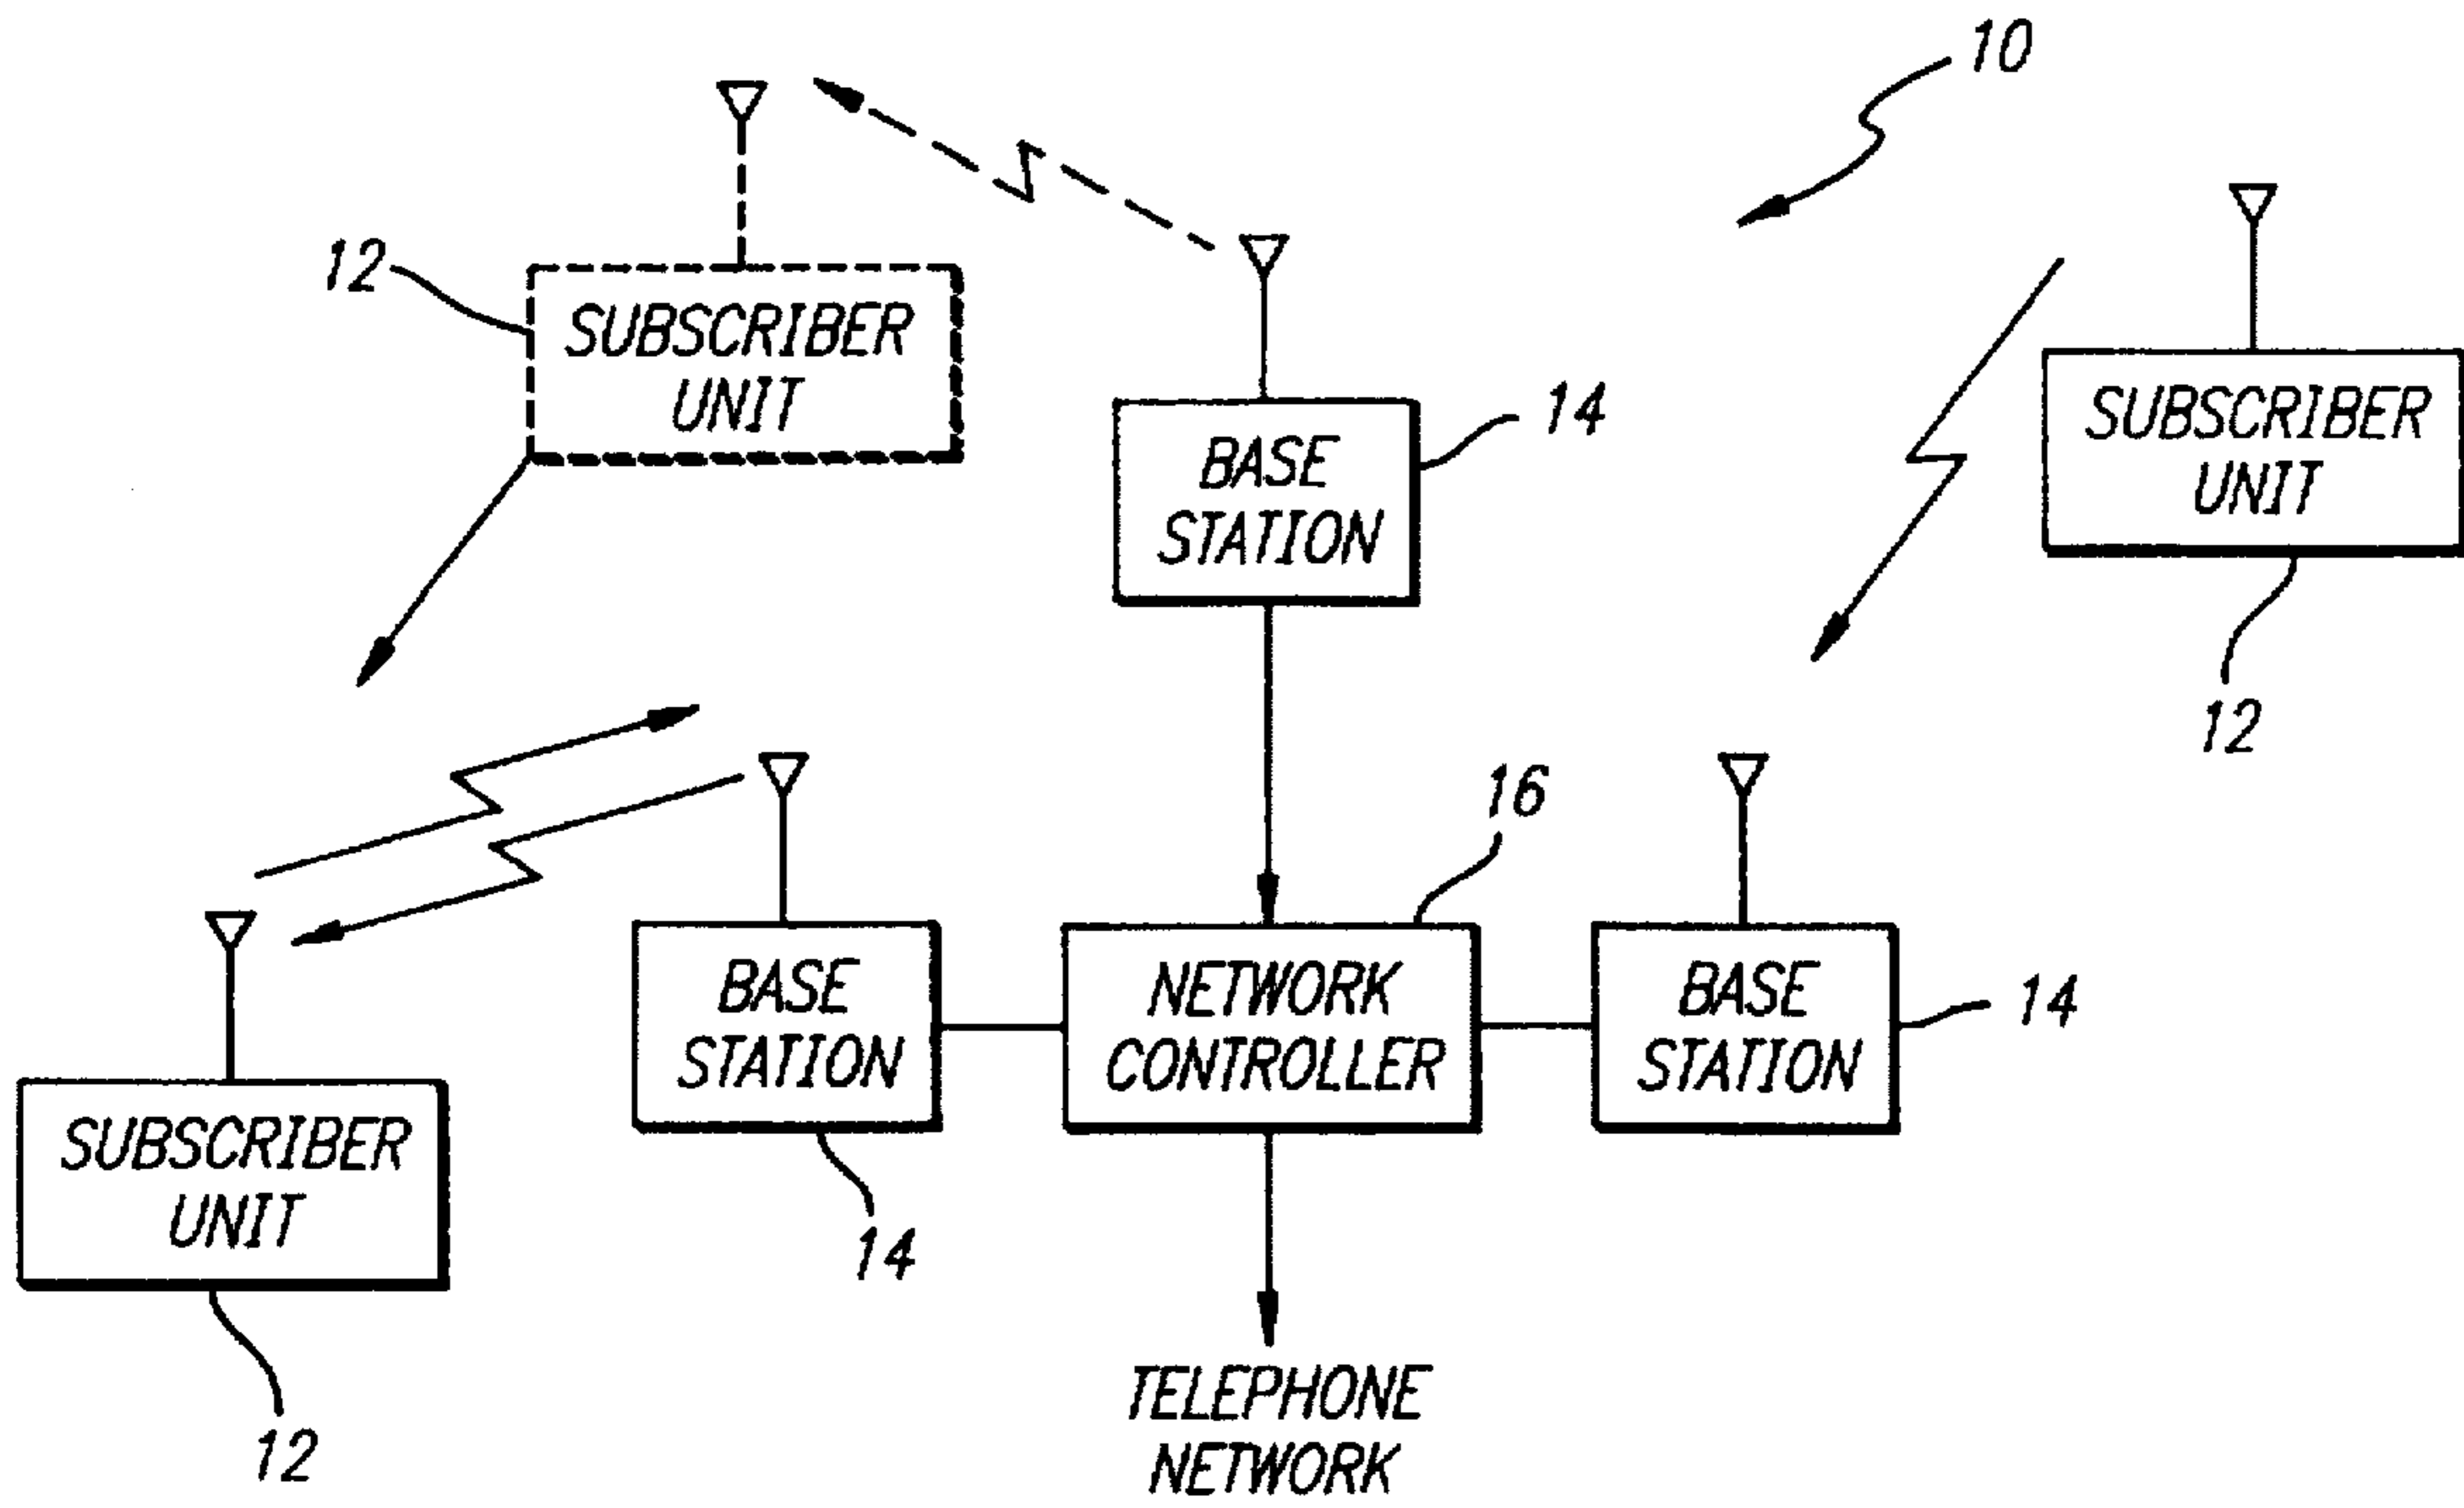 10
12
SUBSCRIBER
UNIT
14
BASE
STATION
SUBSCRIBER
UNIT
12
16
BASE
STATION
14
NETWORK
CONTROLLER
BASE
STATION
14
SUBSCRIBER
UNIT
12
TELEPHONE
NETWORK